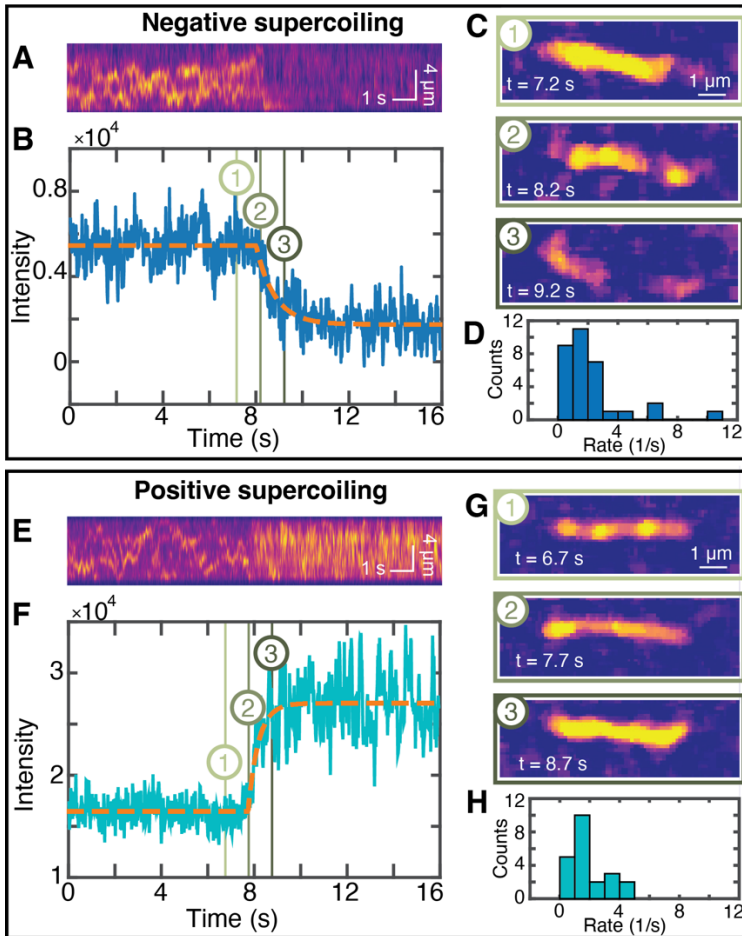 Negative supercoiling
A
1 s
4 µm
B
×10⁴
0.8
0.4
0
Intensity
1
2
3
0 4 8 12 16
Time (s)
C
1
t = 7.2 s
1 µm
2
t = 8.2 s
3
t = 9.2 s
D
12
8
4
0
Counts
0 4 8 12
Rate (1/s)
Positive supercoiling
E
1 s
4 µm
F
×10⁴
3
2
1
Intensity
1
2
3
0 4 8 12 16
Time (s)
G
1
t = 6.7 s
1 µm
2
t = 7.7 s
3
t = 8.7 s
H
12
8
4
0
Counts
0 4 8 12
Rate (1/s)